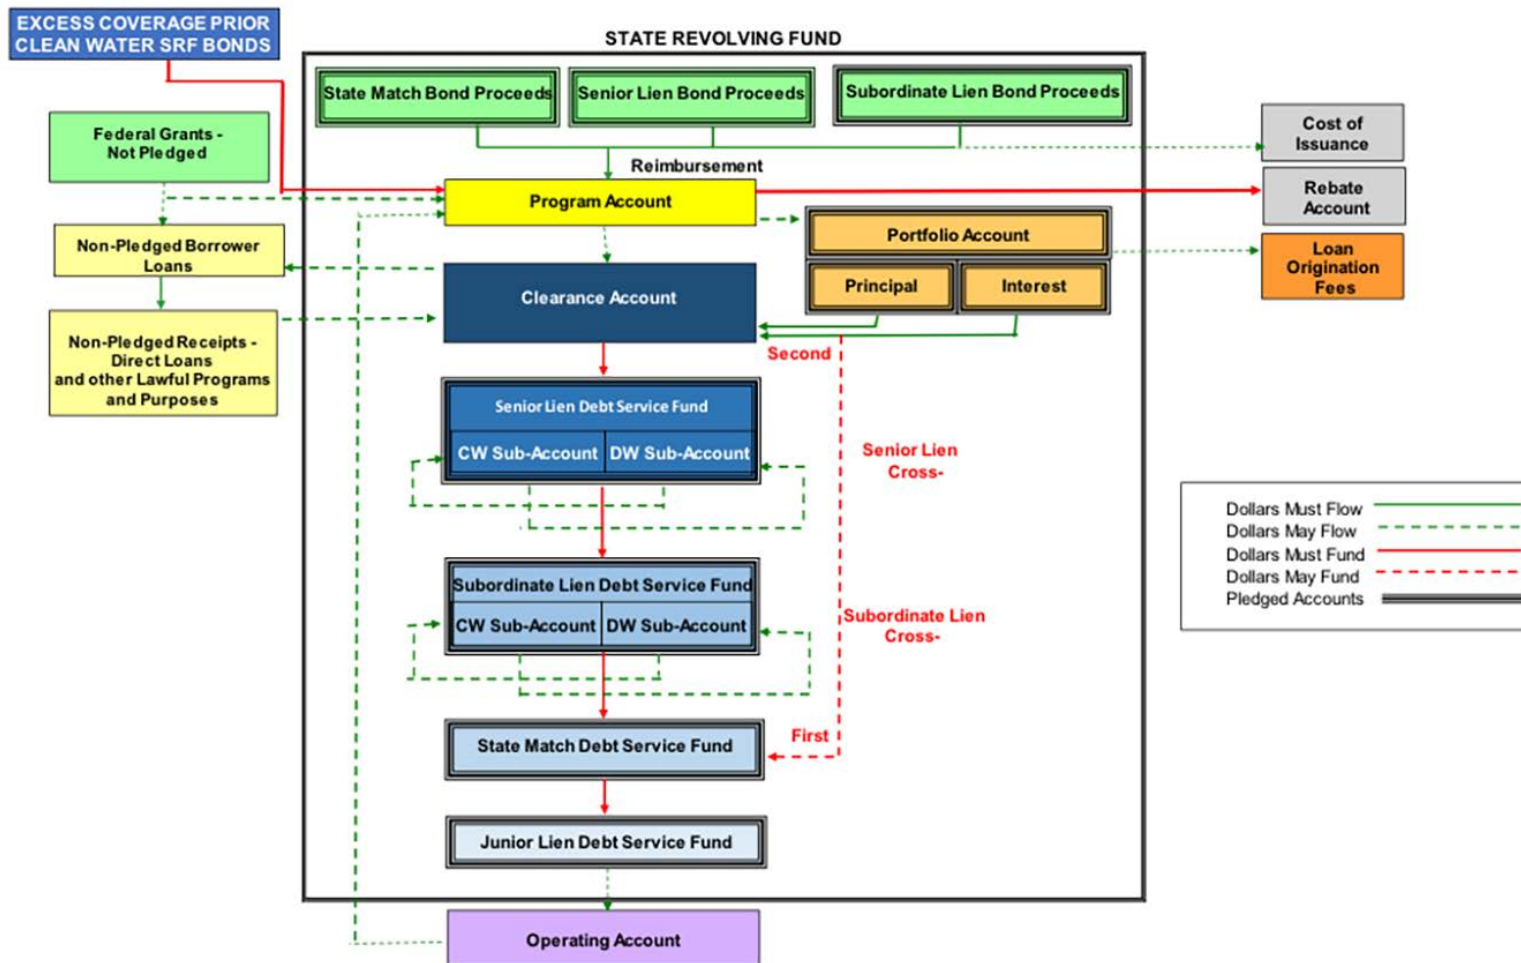 EXCESS COVERAGE PRIOR
CLEAN WATER SRF BONDS
STATE REVOLVING FUND
State Match Bond Proceeds
Senior Lien Bond Proceeds
Subordinate Lien Bond Proceeds
Federal Grants -
Not Pledged
Cost of
Issuance
Reimbursement
Program Account
Rebate
Account
Portfolio Account
Principal
Interest
Loan
Origination
Fees
Non-Pledged Borrower
Loans
Clearance Account
Non-Pledged Receipts -
Direct Loans
and other Lawful Programs
and Purposes
Second
Senior Lien Debt Service Fund
CW Sub-Account
DW Sub-Account
Senior Lien
Cross-
Dollars Must Flow
Dollars May Flow
Dollars Must Fund
Dollars May Fund
Pledged Accounts
Subordinate Lien Debt Service Fund
CW Sub-Account
DW Sub-Account
Subordinate Lien
Cross-
State Match Debt Service Fund
First
Junior Lien Debt Service Fund
Operating Account